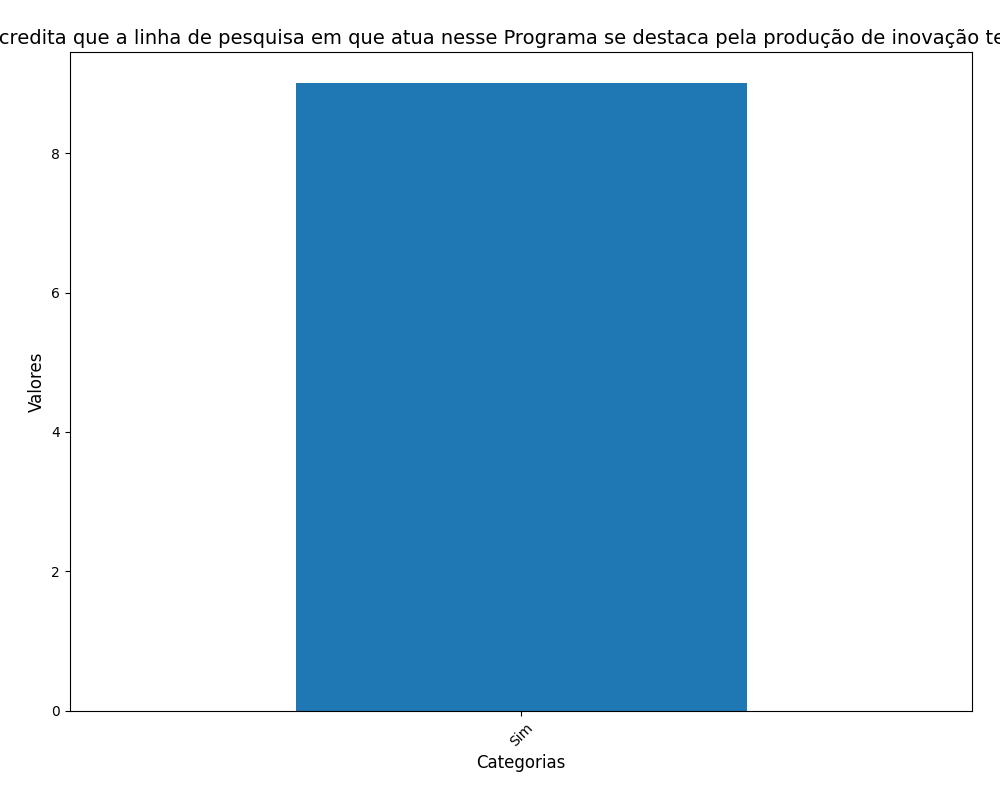 credita que a linha de pesquisa em que atua nesse Programa se destaca pela produção de inovação te
8
6
4
2
0
Valores
Sim
Categorias